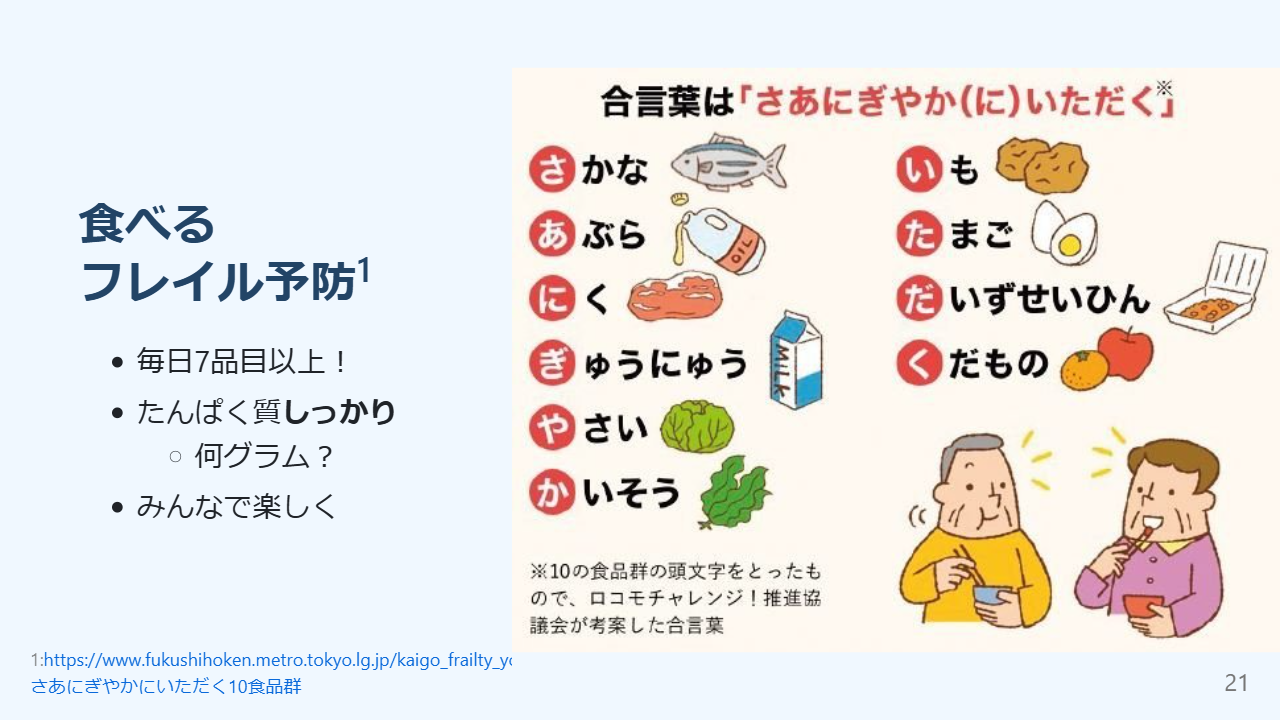 食べる
フレイル予防1
• 毎日7品目以上！
• たんぱく質しっかり
○ 何グラム？
• みんなで楽しく
1:https://www.fukushihoken.metro.tokyo.lg.jp/kaigo_frailty_yo
さあにぎやかにいただく10食品群
合言葉は「さあにぎやか(に)いただく」※
さかな
あぶら
OIL
にく
ぎゅうにゅう
MILK
やさい
かいそう
いも
たまご
だいずせいひん
くだもの
※10の食品群の頭文字をとったも
ので、ロコモチャレンジ！推進協
議会が考案した合言葉
21